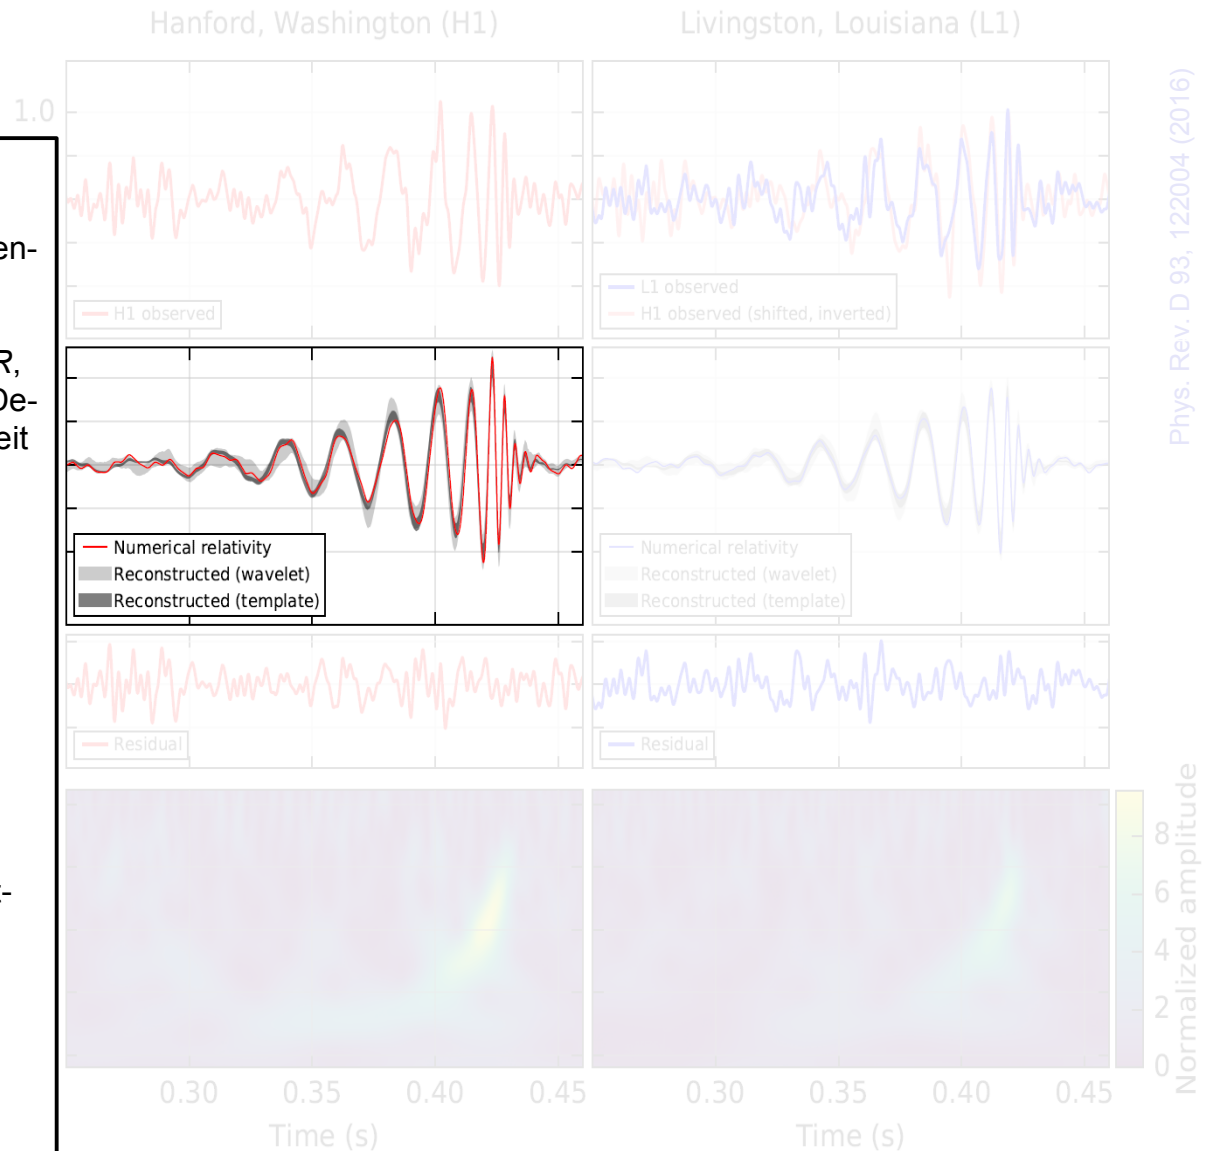 Hanford, Washington (H1)
Livingston, Louisiana (L1)
1.0
en-
R,
De-
eit
t-
H1 observed
L1 observed
H1 observed (shifted, inverted)
Numerical relativity
Reconstructed (wavelet)
Reconstructed (template)
Numerical relativity
Reconstructed (wavelet)
Reconstructed (template)
Residual
Residual
Phys. Rev. D 93, 122004 (2016)
8
6
4
2
0
Normalized amplitude
0.30 0.35 0.40 0.45
0.30 0.35 0.40 0.45
Time (s)
Time (s)